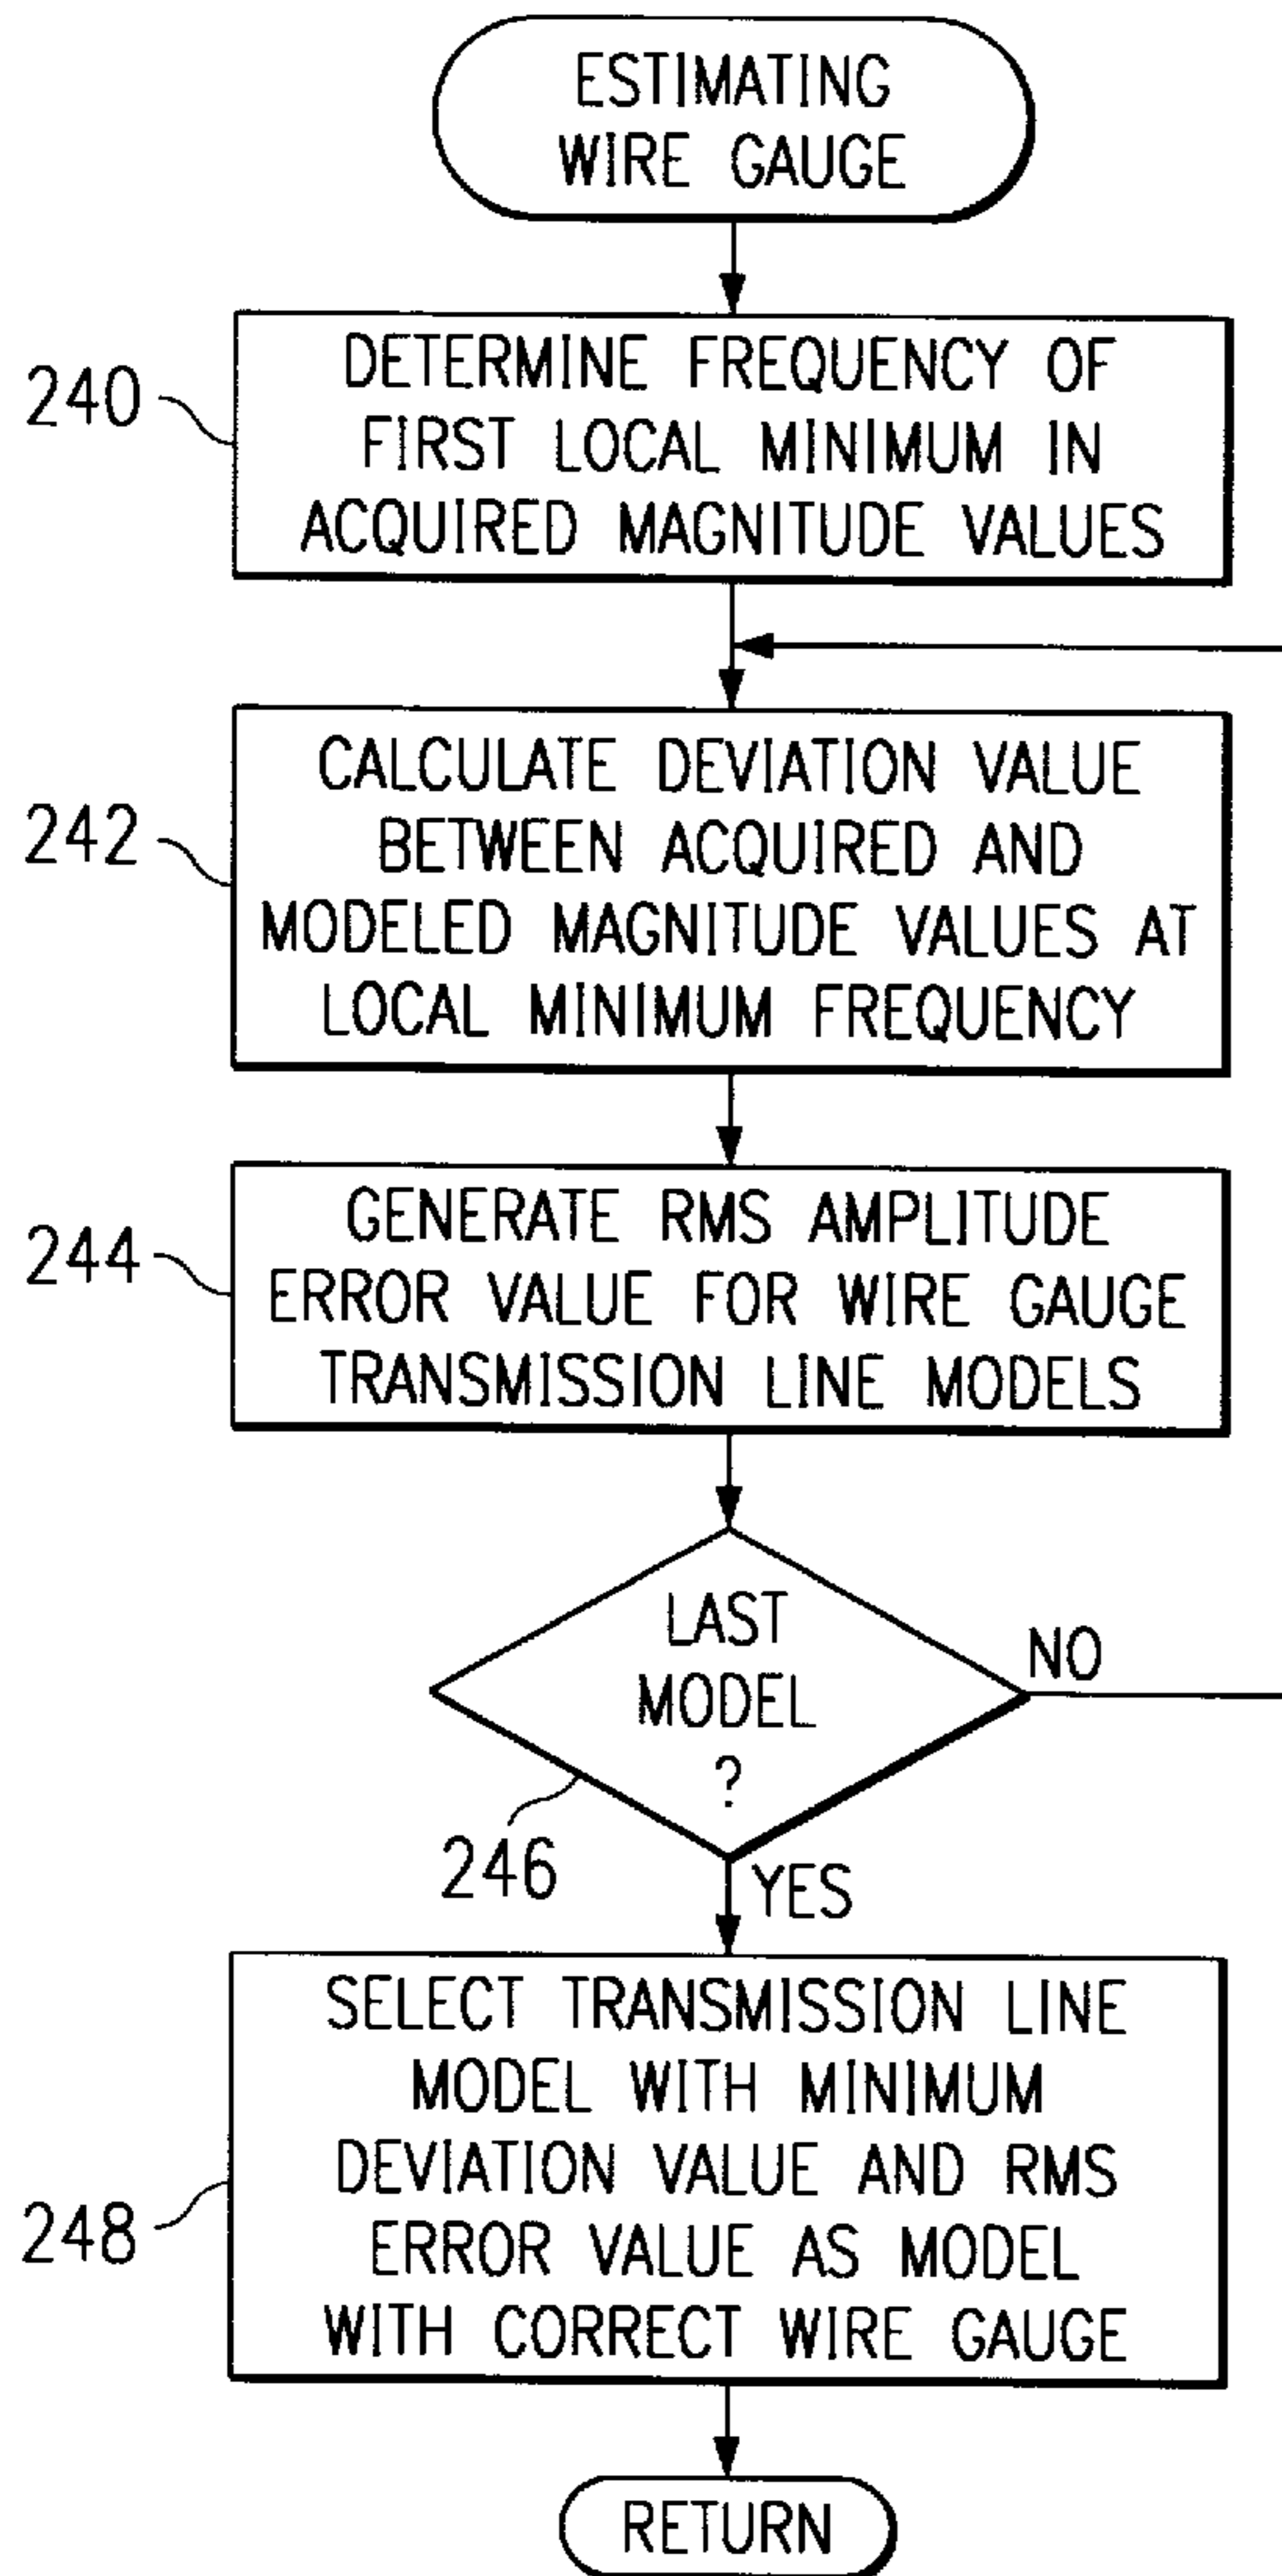 ESTIMATING
WIRE GAUGE
240
DETERMINE FREQUENCY OF
FIRST LOCAL MINIMUM IN
ACQUIRED MAGNITUDE VALUES
242
CALCULATE DEVIATION VALUE
BETWEEN ACQUIRED AND
MODELED MAGNITUDE VALUES AT
LOCAL MINIMUM FREQUENCY
244
GENERATE RMS AMPLITUDE
ERROR VALUE FOR WIRE GAUGE
TRANSMISSION LINE MODELS
LAST
MODEL
?
NO
246
YES
248
SELECT TRANSMISSION LINE
MODEL WITH MINIMUM
DEVIATION VALUE AND RMS
ERROR VALUE AS MODEL
WITH CORRECT WIRE GAUGE
RETURN